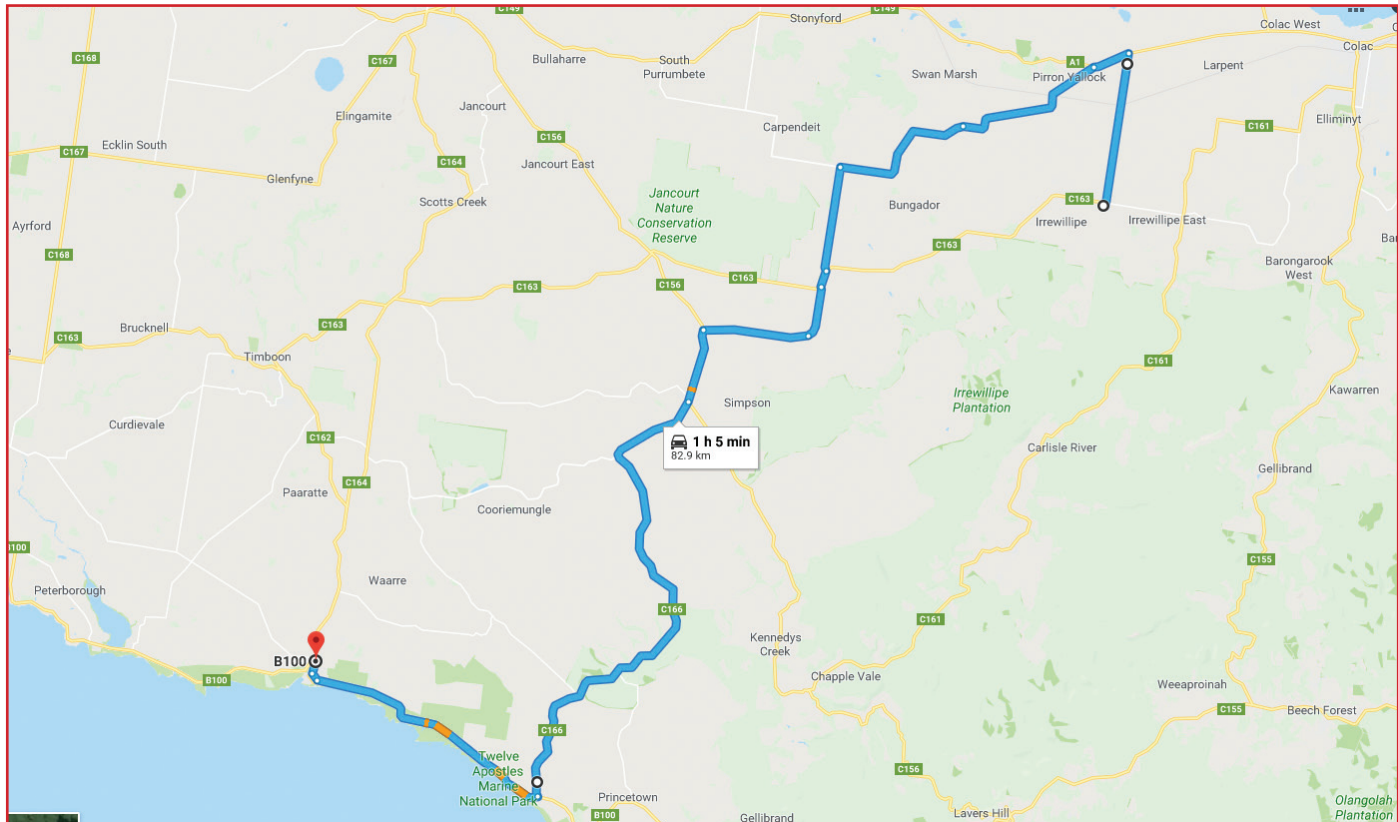 C149
C149
Stonyford
Colac West
C168
C167
Bullaharre
South
Purrumbete
Swan Marsh
A1
Pirron Yallock
Larpent
Colac
Jancourt
Elingamite
Carpendeit
Elliminyt
C161
C156
Ecklin South
C167
C164
Jancourt East
Glenfyne
Scotts Creek
Jancourt
Nature
Conservation
Reserve
Bungador
C163
Irrewillipe
Irrewillipe East
Ayrford
C168
C163
Barongarook
West
C163
C156
C163
Brucknell
C163
C163
Timboon
C161
Irrewillipe
Plantation
Kawarren
Simpson
Curdievale
C162
1 h 5 min
82.9 km
Carlisle River
Gellibrand
C164
Paaratte
Cooriemungle
B100
C155
Waarre
Peterborough
C166
C161
Kennedys
Creek
B100
B100
Chapple Vale
Weeaproinah
C155
Beech Forest
C166
Twelve
Apostles
Marine
National Park
C156
Princetown
B100
Gellibrand
Lavers Hill
Olangolah
Plantation